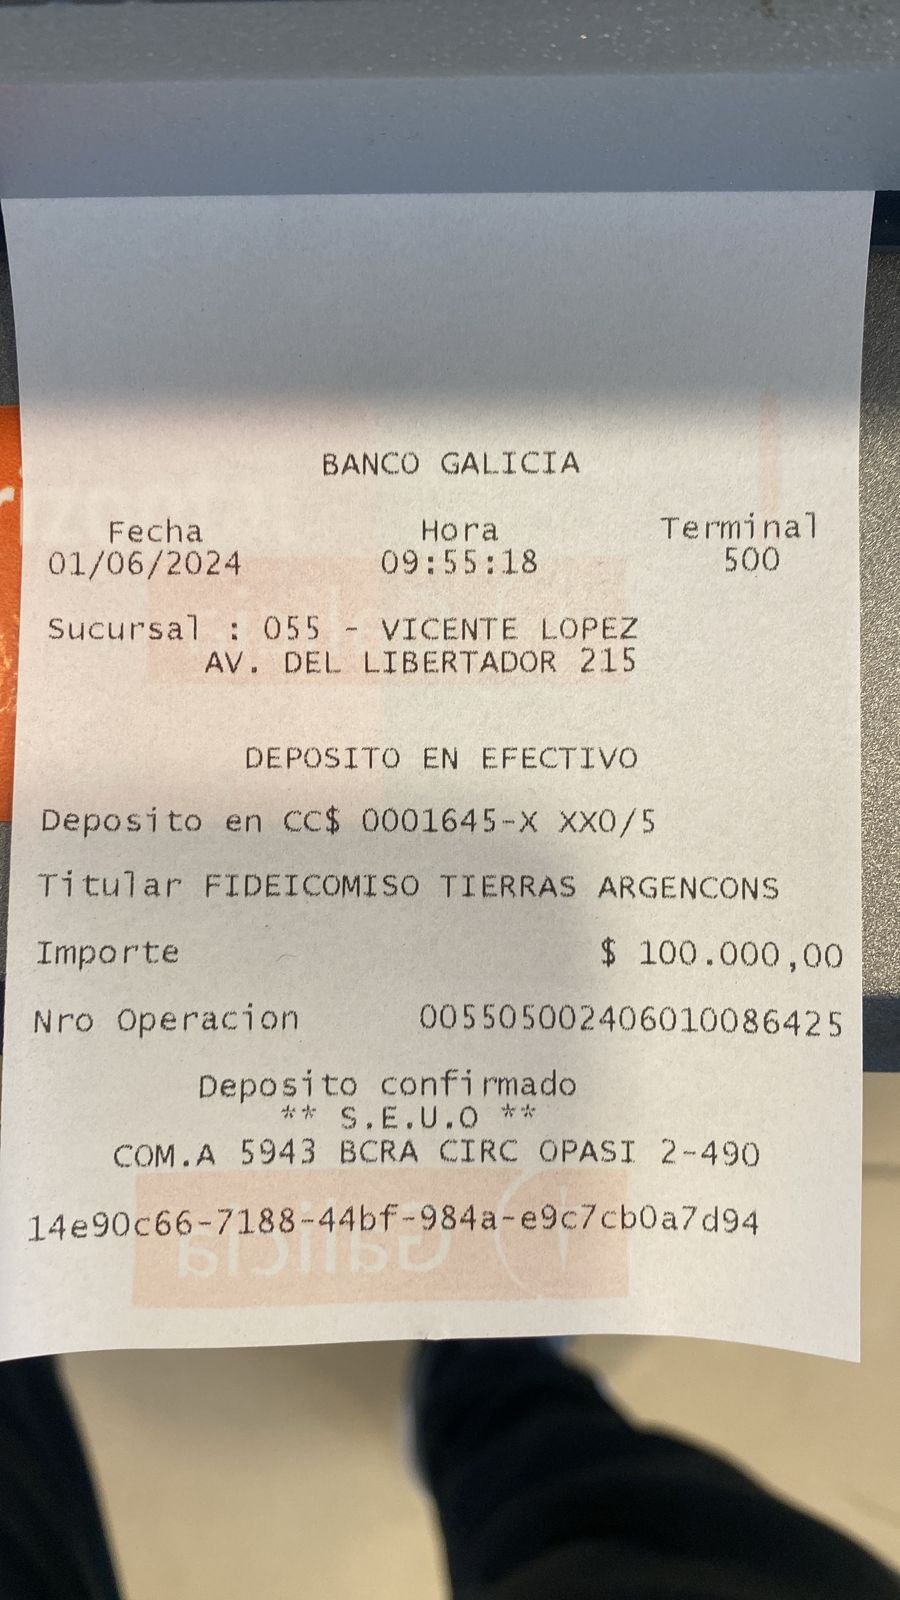 BANCO GALICIA
Fecha Hora Terminal
01/06/2024 09:55:18 500
Sucursal : 055 - VICENTE LOPEZ
AV. DEL LIBERTADOR 215
DEPOSITO EN EFECTIVO
Deposito en CC$ 0001645-X XX0/5
Titular FIDEICOMISO TIERRAS ARGENCONS
Importe $ 100.000,00
Nro Operacion 005505002406010086425
Deposito confirmado
** S.E.U.O **
COM.A 5943 BCRA CIRC OPASI 2-490
14e90c66-7188-44bf-984a-e9c7cb0a7d94
Galicia